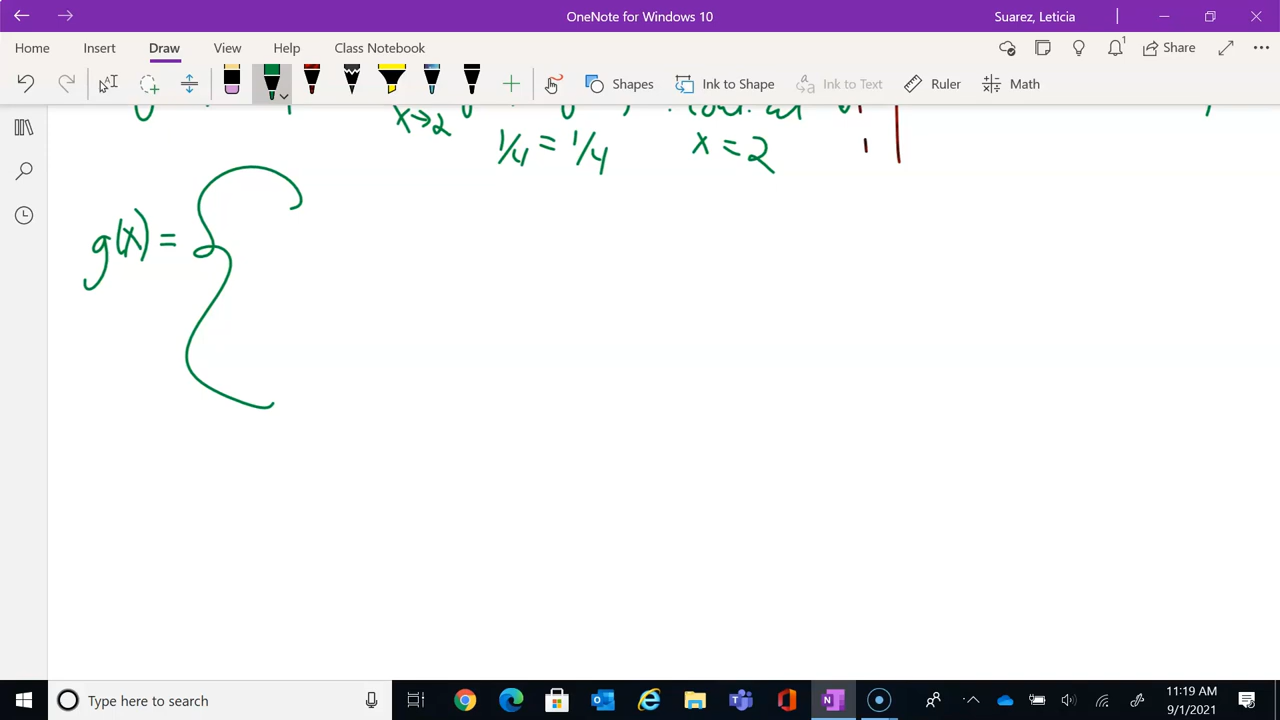 OneNote for Windows 10
Suarez, Leticia
Home Insert Draw View Help Class Notebook
Share
Shapes Ink to Shape Ink to Text Ruler Math
x→2
1/4 = 1/4 x = 2
g(x) = {
Type here to search
11:19 AM
9/1/2021